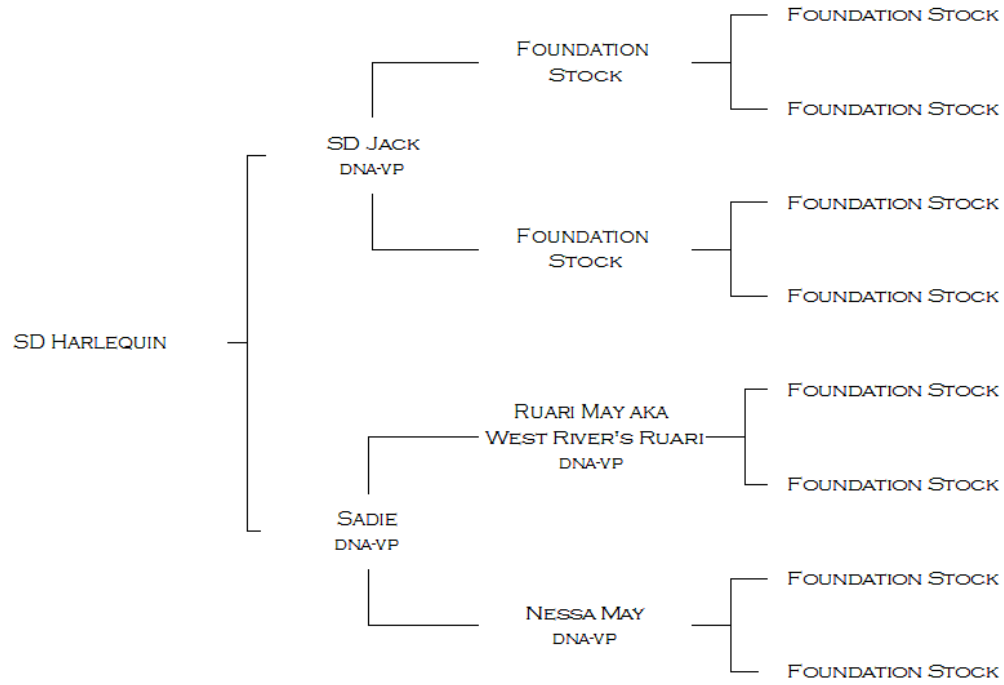 Foundation Stock
Foundation
Stock
Foundation Stock
SD Jack
DNA-VP
Foundation Stock
Foundation
Stock
Foundation Stock
SD Harlequin
Foundation Stock
Ruari May aka
West River's Ruari
DNA-VP
Foundation Stock
Sadie
DNA-VP
Foundation Stock
Nessa May
DNA-VP
Foundation Stock